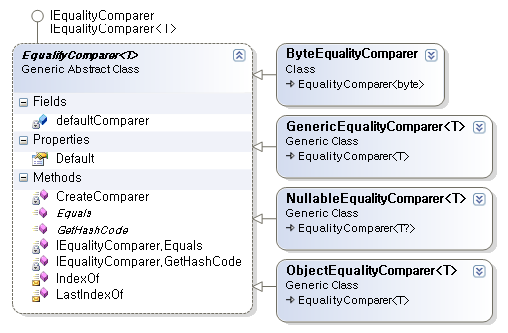 IEqualityComparer
IEqualityComparer<T>
EqualityComparer<T>
Generic Abstract Class
Fields
defaultComparer
Properties
Default
Methods
CreateComparer
Equals
GetHashCode
IEqualityComparer.Equals
IEqualityComparer.GetHashCode
IndexOf
LastIndexOf
ByteEqualityComparer
Class
EqualityComparer<byte>
GenericEqualityComparer<T>
Generic Class
EqualityComparer<T>
NullableEqualityComparer<T>
Generic Class
EqualityComparer<T?>
ObjectEqualityComparer<T>
Generic Class
EqualityComparer<T>